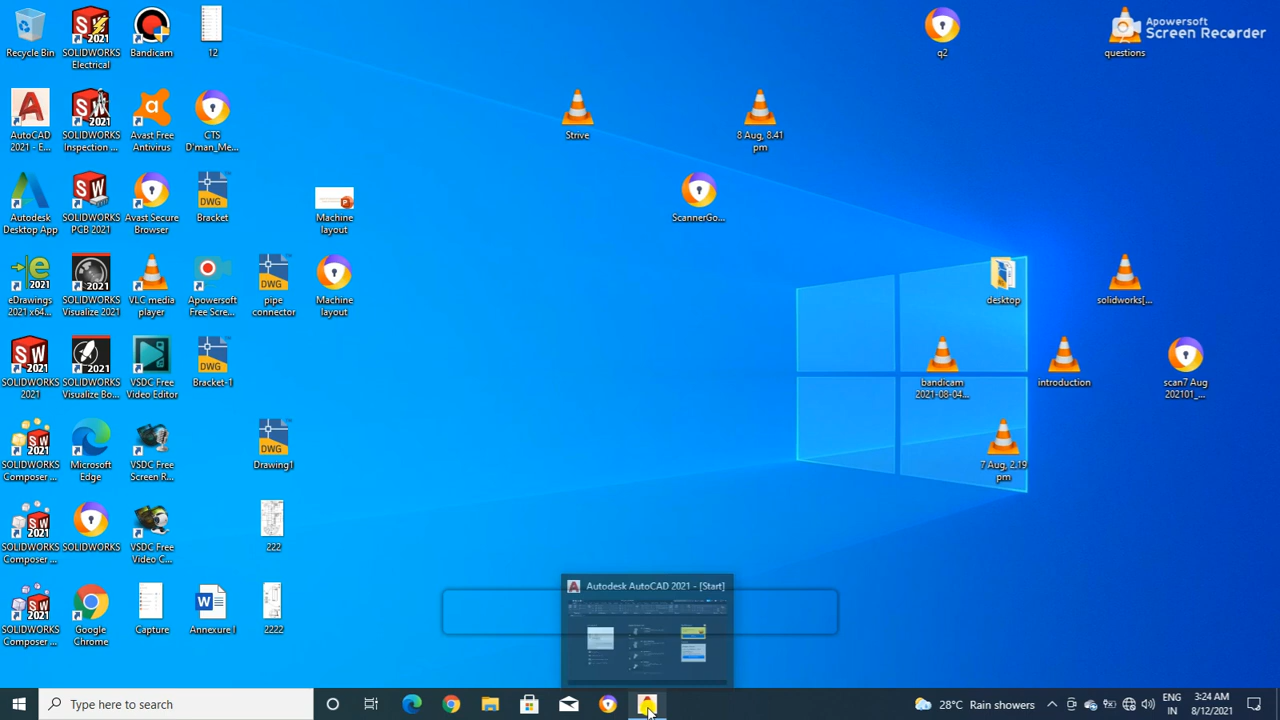 Recycle Bin
SOLIDWORKS
Electrical
Bandicam
12
q2
questions
Apowersoft
Screen Recorder
AutoCAD
2021 - E...
SOLIDWORKS
Inspection ...
Avast Free
Antivirus
CTS
D'man_Me...
Strive
8 Aug, 8.41
pm
Autodesk
Desktop App
SOLIDWORKS
PCB 2021
Avast Secure
Browser
Bracket
Machine
layout
ScannerGo...
eDrawings
2021 x64...
SOLIDWORKS
Visualize 2021
VLC media
player
Apowersoft
Free Scre...
pipe
connector
Machine
layout
desktop
solidworks[...
SOLIDWORKS
2021
SOLIDWORKS
Visualize Bo...
VSDC Free
Video Editor
Bracket-1
bandicam
2021-08-04...
introduction
scan7 Aug
202101_...
SOLIDWORKS
Composer ...
Microsoft
Edge
VSDC Free
Screen R...
Drawing1
7 Aug, 2.19
pm
SOLIDWORKS
Composer ...
SOLIDWORKS
VSDC Free
Video C...
222
SOLIDWORKS
Composer ...
Google
Chrome
Capture
Annexure I
2222
Autodesk AutoCAD 2021 - [Start]
Type here to search
28°C Rain showers
ENG
IN
3:24 AM
8/12/2021